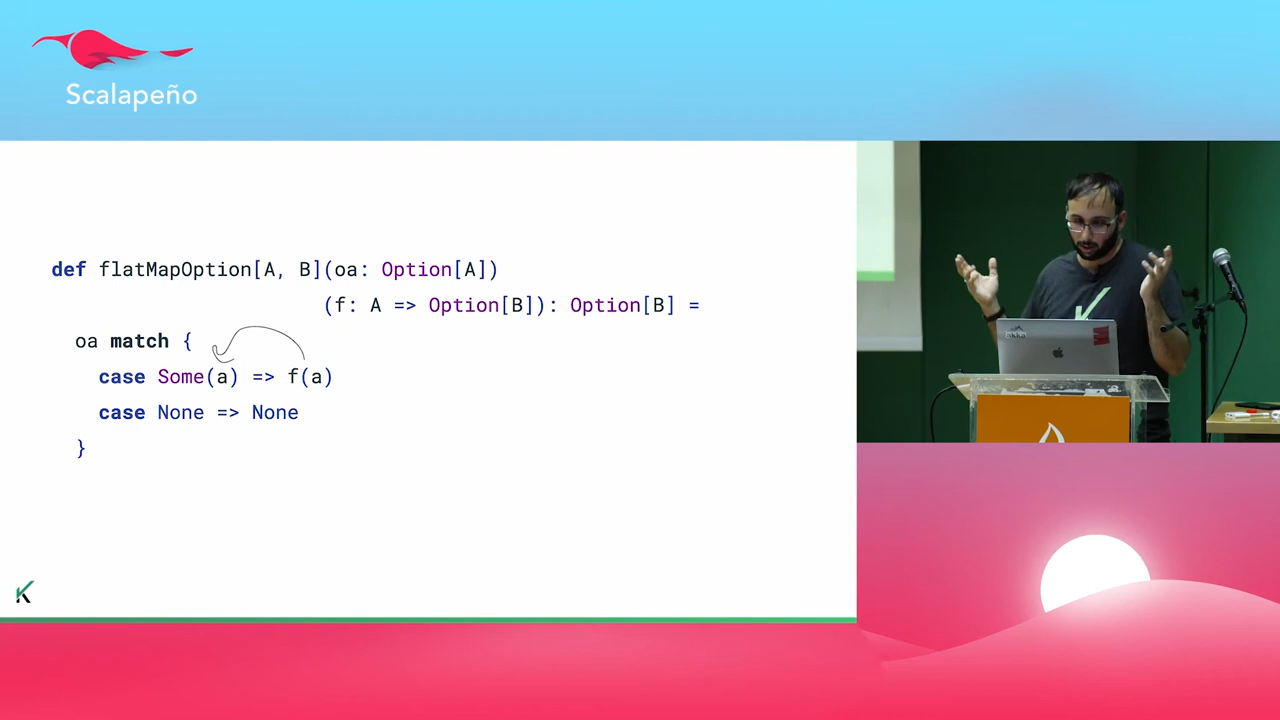 Scalapeño
def flatMapOption[A, B](oa: Option[A])
(f: A => Option[B]): Option[B] =
oa match {
case Some(a) => f(a)
case None => None
}